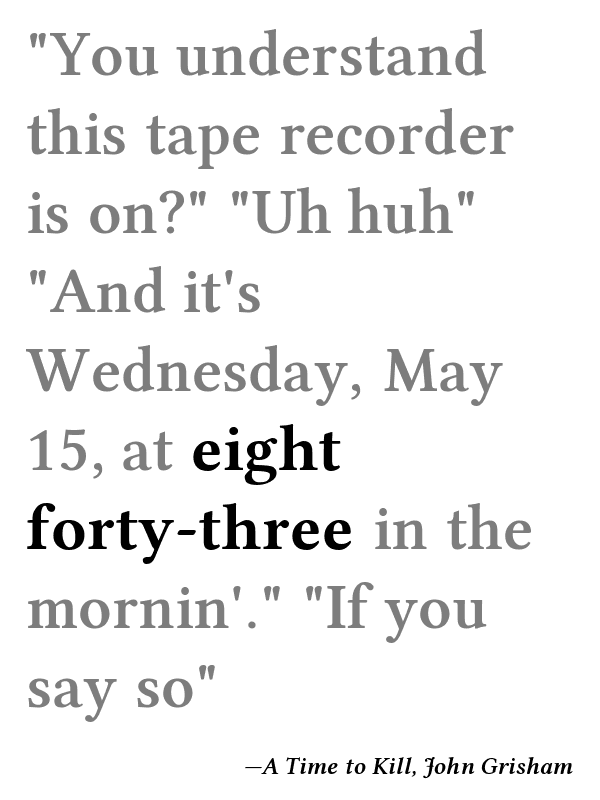 "You understand
this tape recorder
is on?" "Uh huh"
"And it's
Wednesday, May
15, at eight
forty-three in the
mornin'." "If you
say so"
—A Time to Kill, John Grisham